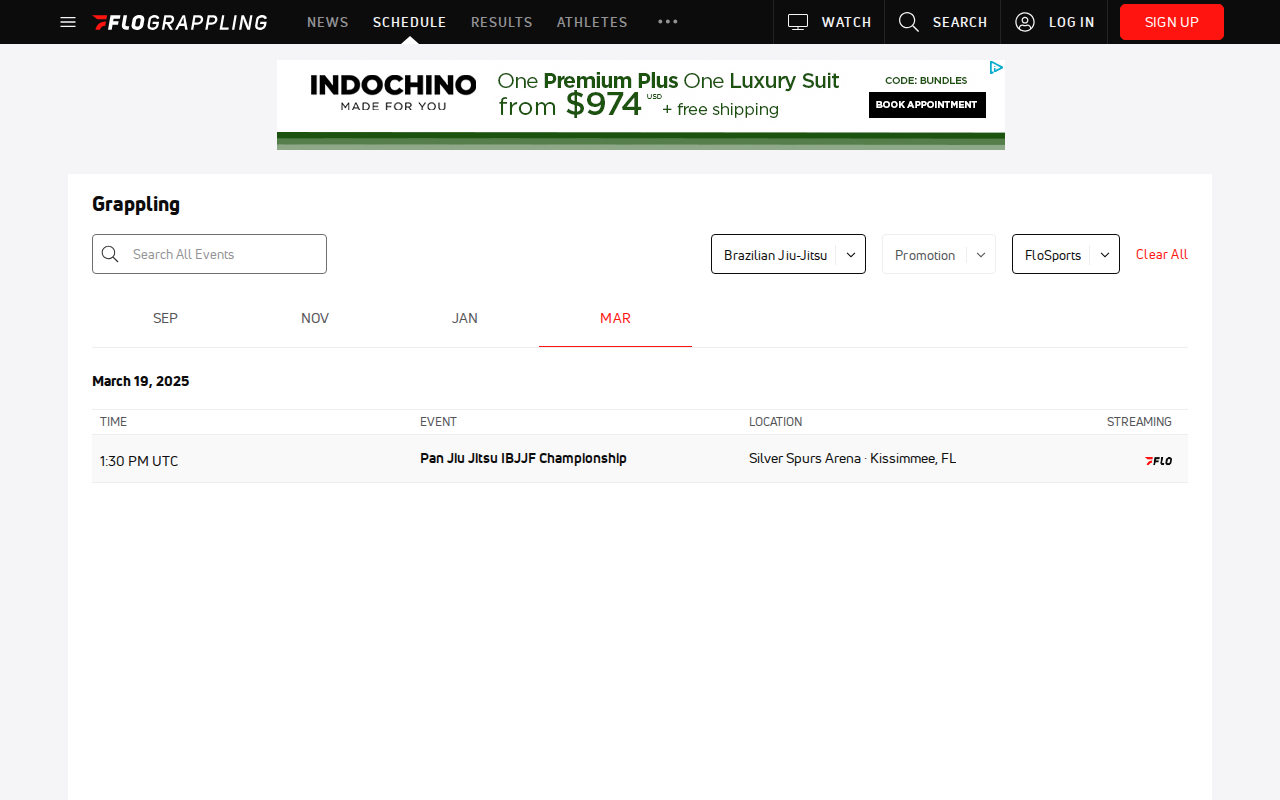 FLOGRAPPLING NEWS SCHEDULE RESULTS ATHLETES WATCH SEARCH LOG IN SIGN UP
INDOCHINO
MADE FOR YOU
One Premium Plus One Luxury Suit
from $974 USD + free shipping
CODE: BUNDLES
BOOK APPOINTMENT
Grappling
Search All Events Brazilian Jiu-Jitsu Promotion FloSports Clear All
SEP NOV JAN MAR
March 19, 2025
TIME EVENT LOCATION STREAMING
1:30 PM UTC Pan Jiu Jitsu IBJJF Championship Silver Spurs Arena · Kissimmee, FL FLO